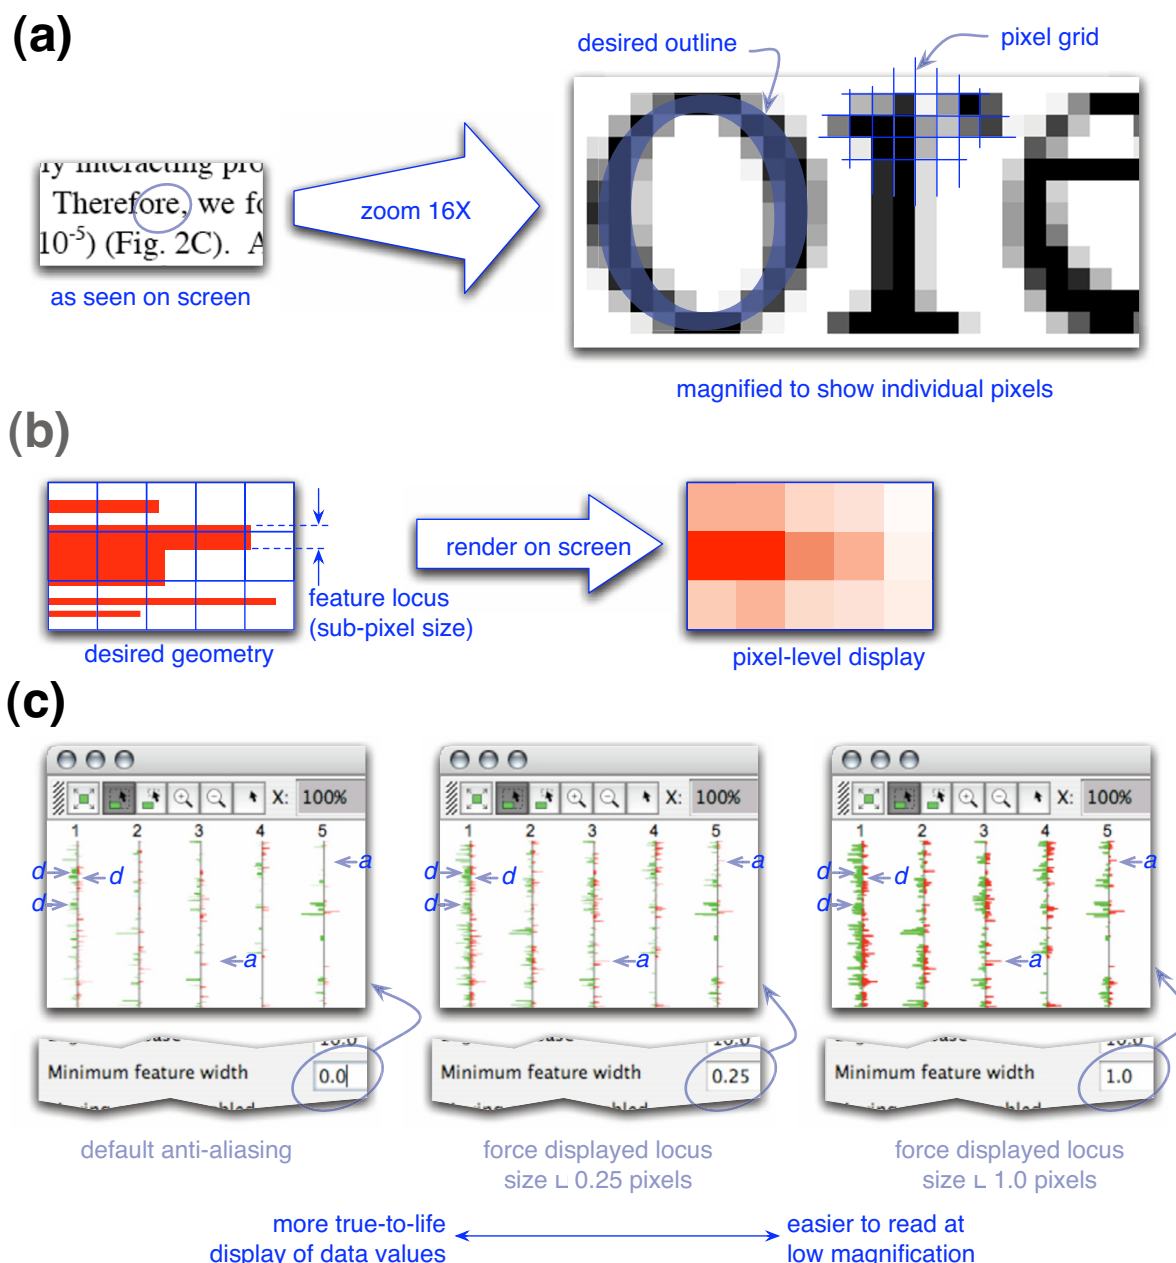 (a)
desired outline
pixel grid
ly interacting pro
Therefore, we fo
10-5) (Fig. 2C). A
zoom 16X
ore
as seen on screen
magnified to show individual pixels
(b)
render on screen
feature locus
(sub-pixel size)
desired geometry
pixel-level display
(c)
X: 100%
X: 100%
X: 100%
1 2 3 4 5
1 2 3 4 5
1 2 3 4 5
a
a
a
d d
d d
d d
d
d
d
a
a
a
Minimum feature width 0.0
Minimum feature width 0.25
Minimum feature width 1.0
default anti-aliasing
force displayed locus
size ∟ 0.25 pixels
force displayed locus
size ∟ 1.0 pixels
more true-to-life
display of data values
easier to read at
low magnification